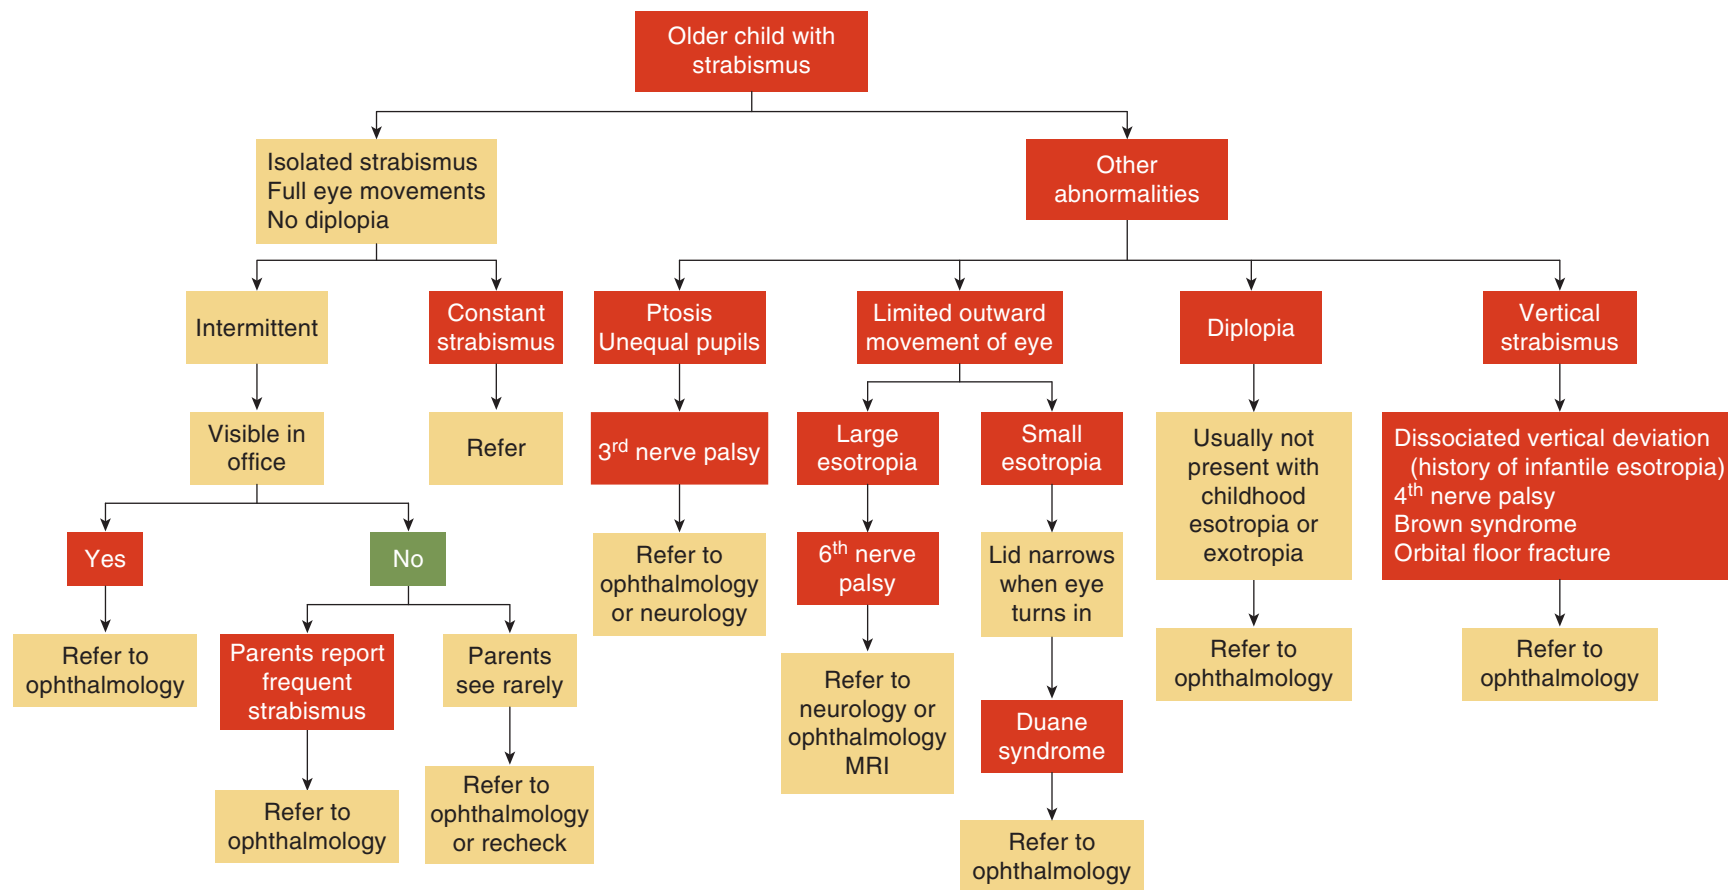 Older child with
strabismus
Isolated strabismus
Full eye movements
No diplopia
Other
abnormalities
Intermittent
Constant
strabismus
Ptosis
Unequal pupils
Limited outward
movement of eye
Diplopia
Vertical
strabismus
Visible in
office
Refer
3rd nerve palsy
Large
esotropia
Small
esotropia
Usually not
present with
childhood
esotropia or
exotropia
Dissociated vertical deviation
(history of infantile esotropia)
4th nerve palsy
Brown syndrome
Orbital floor fracture
Yes
No
Refer to
ophthalmology
or neurology
6th nerve
palsy
Lid narrows
when eye
turns in
Refer to
ophthalmology
Parents report
frequent
strabismus
Parents
see rarely
Refer to
neurology or
ophthalmology
MRI
Duane
syndrome
Refer to
ophthalmology
Refer to
ophthalmology
Refer to
ophthalmology
Refer to
ophthalmology
or recheck
Refer to
ophthalmology